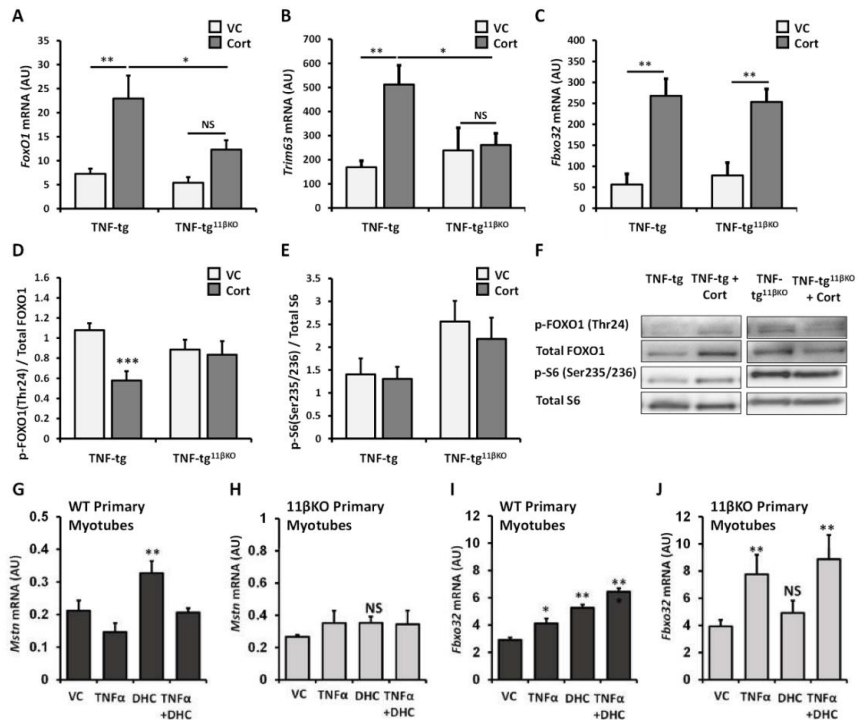 A
FoxO1 mRNA (AU)
35
30
25
20
15
10
5
0
VC
Cort
**
*
NS
TNF-tg
TNF-tg11βKO
B
Trim63 mRNA (AU)
700
600
500
400
300
200
100
0
VC
Cort
**
*
NS
TNF-tg
TNF-tg11βKO
C
Fbxo32 mRNA (AU)
400
350
300
250
200
150
100
50
0
VC
Cort
**
**
TNF-tg
TNF-tg11βKO
D
p-FOXO1(Thr24) / Total FOXO1
1.6
1.4
1.2
1
0.8
0.6
0.4
0.2
0
VC
Cort
***
TNF-tg
TNF-tg11βKO
E
p-S6(Ser235/236) / Total S6
3.5
3
2.5
2
1.5
1
0.5
0
VC
Cort
TNF-tg
TNF-tg11βKO
F
TNF-tg
TNF-tg +
Cort
TNF-
tg11βKO
TNF-tg11βKO
+ Cort
p-FOXO1 (Thr24)
Total FOXO1
p-S6 (Ser235/236)
Total S6
G
WT Primary
Myotubes
Mstn mRNA (AU)
0.5
0.4
0.3
0.2
0.1
0
**
VC
TNFα
DHC
TNFα
+DHC
H
11βKO Primary
Myotubes
Mstn mRNA (AU)
1
0.8
0.6
0.4
0.2
0
NS
VC
TNFα
DHC
TNFα
+DHC
I
WT Primary
Myotubes
Fbxo32 mRNA (AU)
12
10
8
6
4
2
0
*
**
**
*
VC
TNFα
DHC
TNFα
+DHC
J
11βKO Primary
Myotubes
Fbxo32 mRNA (AU)
12
10
8
6
4
2
0
**
NS
**
VC
TNFα
DHC
TNFα
+DHC